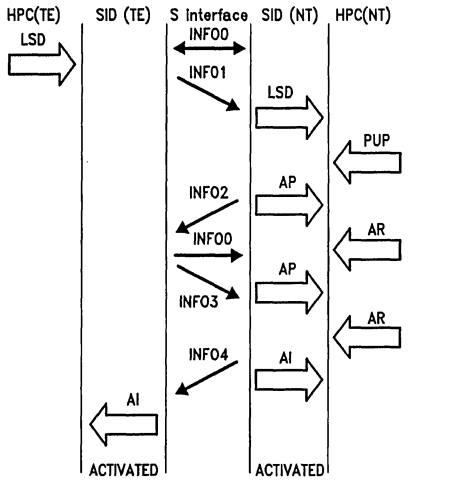 HPC(TE) SID (TE) S interface SID (NT) HPC(NT)
LSD INFO0
INFO1
LSD
PUP
INFO2 AP
INFO0 AR
AP
INFO3
AR
INFO4 AI
AI
ACTIVATED ACTIVATED